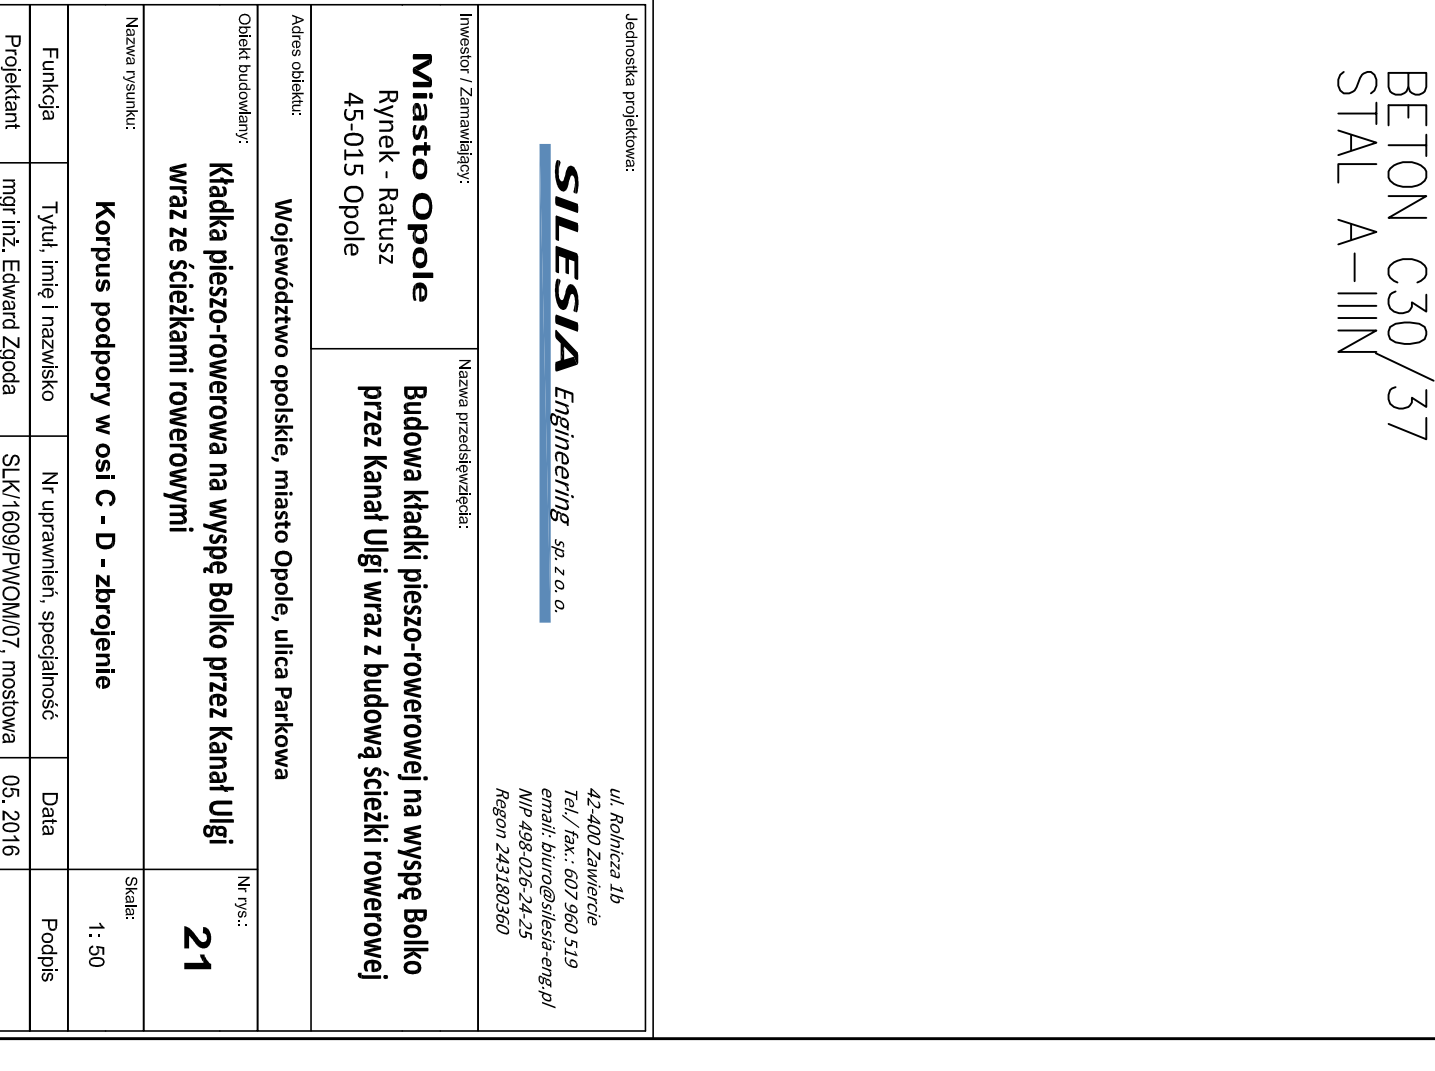 BETON C30/37
STAL A-IIIN
Jednostka projektowa:
SILESIA Engineering sp. z o. o.
ul. Rolnicza 1b
42-400 Zawiercie
Tel./ fax.: 607 960 519
email: biuro@silesia-eng.pl
NIP 498-026-24-25
Regon 243180360
Inwestor / Zamawiający:
Miasto Opole
Rynek - Ratusz
45-015 Opole
Nazwa przedsięwzięcia:
Budowa kładki pieszo-rowerowej na wyspę Bolko
przez Kanał Ulgi wraz z budową ścieżki rowerowej
Adres obiektu:
Województwo opolskie, miasto Opole, ulica Parkowa
Obiekt budowlany:
Kładka pieszo-rowerowa na wyspę Bolko przez Kanał Ulgi
wraz ze ścieżkami rowerowymi
Nr rys.:
21
Nazwa rysunku:
Korpus podpory w osi C - D - zbrojenie
Skala:
1: 50
Funkcja Tytuł, imię i nazwisko Nr uprawnień, specjalność Data Podpis
Projektant mgr inż. Edward Zgoda SLK/1609/PWOM/07, mostowa 05. 2016